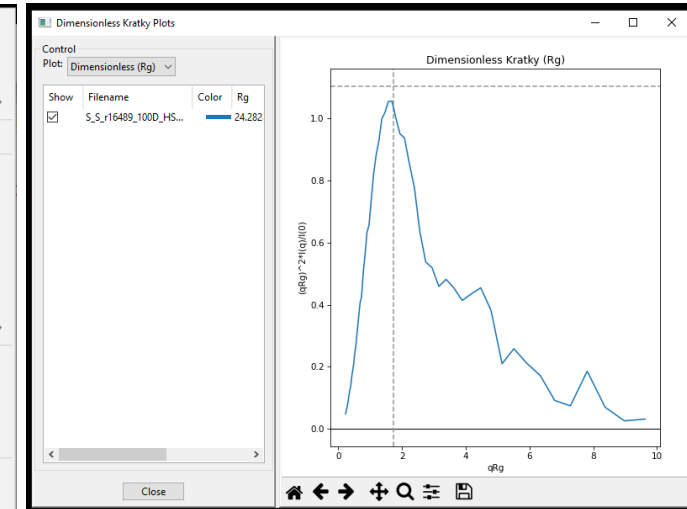 Dimensionless Kratky Plots
Control
Plot: Dimensionless (Rg)
Show Filename Color Rg
S_S_r16489_100D_HS... 24.282
Close
Dimensionless Kratky (Rg)
(qRg)^2*I(q)/I(0)
1.0
0.8
0.6
0.4
0.2
0.0
0 2 4 6 8 10
qRg